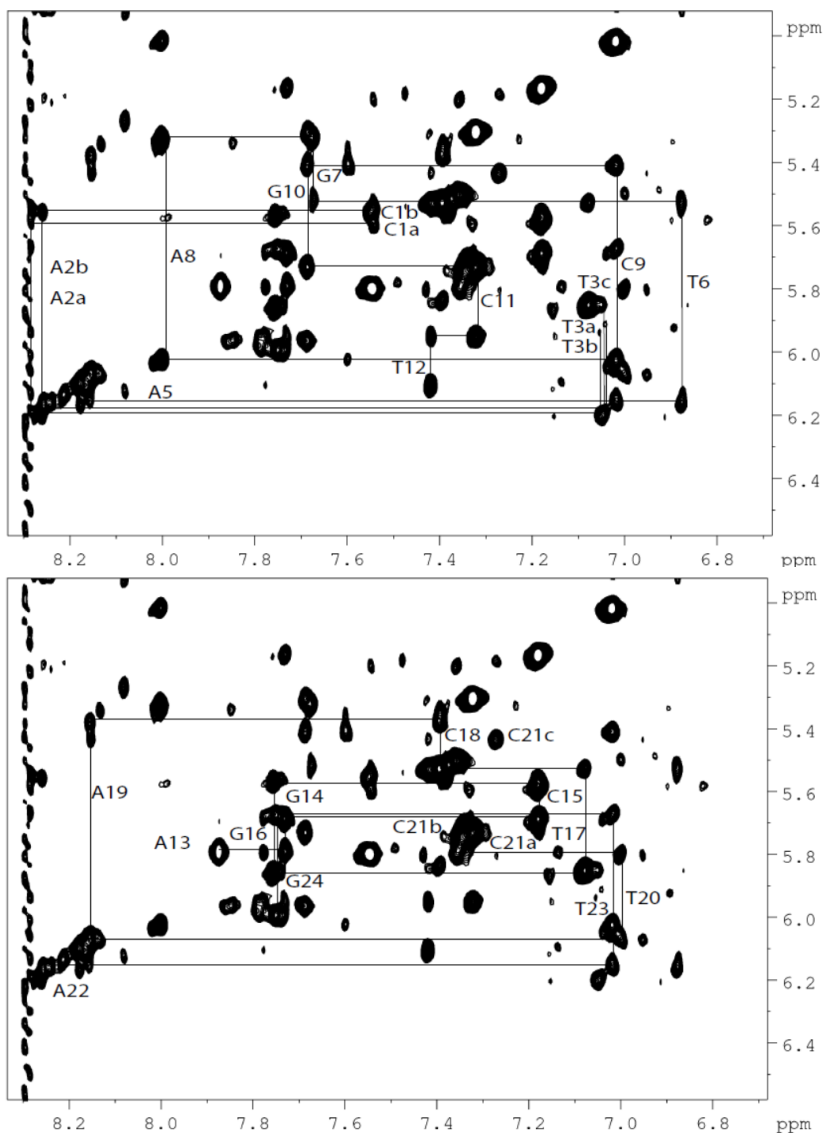 ppm
5.2
5.4
G10 G7
C1b
5.6
C1a
A2b A8 C9 T6
T3c
A2a C11 5.8
T3a
T3b
6.0
T12
A5
6.2
6.4
8.2 8.0 7.8 7.6 7.4 7.2 7.0 6.8 ppm
ppm
5.2
5.4
C18 C21c
A19 G14 C15 5.6
A13 G16 C21b T17
C21a
5.8
G24
T23 T20
6.0
A22 6.2
6.4
8.2 8.0 7.8 7.6 7.4 7.2 7.0 6.8 ppm